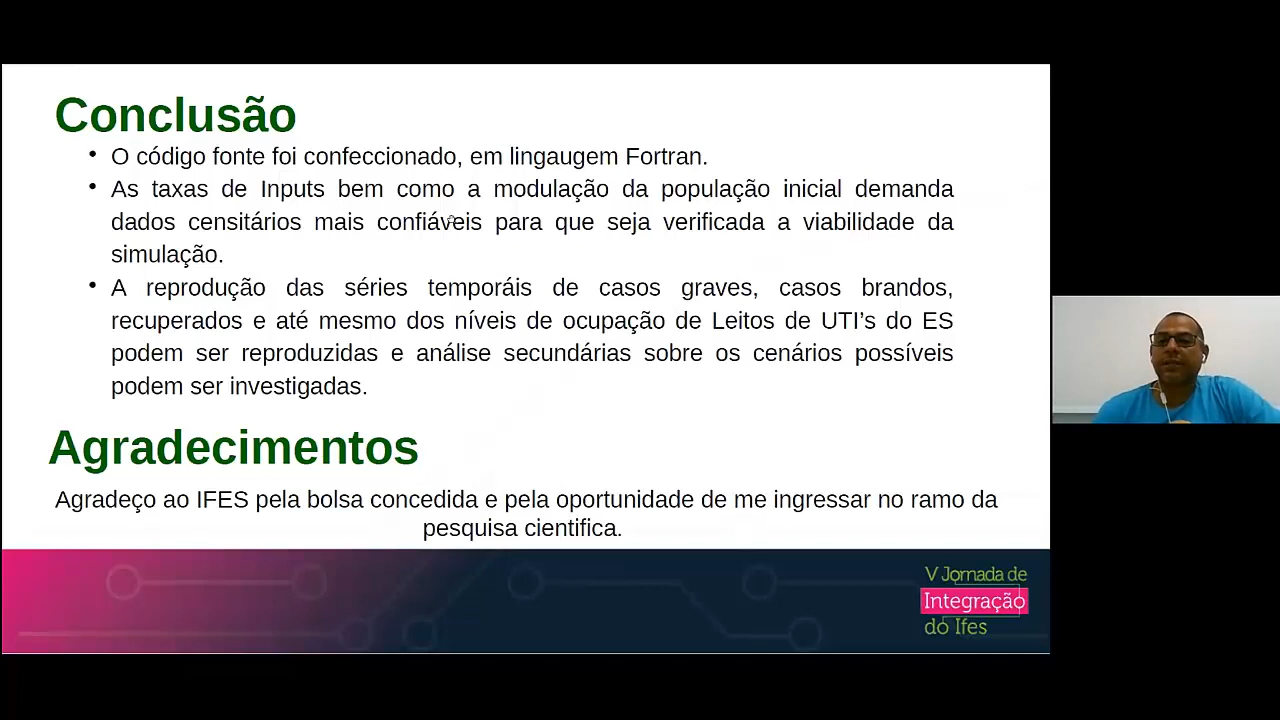 Conclusão
• O código fonte foi confeccionado, em lingaugem Fortran.
• As taxas de Inputs bem como a modulação da população inicial demanda
dados censitários mais confiáveis para que seja verificada a viabilidade da
simulação.
• A reprodução das séries temporáis de casos graves, casos brandos,
recuperados e até mesmo dos níveis de ocupação de Leitos de UTI’s do ES
podem ser reproduzidas e análise secundárias sobre os cenários possíveis
podem ser investigadas.
Agradecimentos
Agradeço ao IFES pela bolsa concedida e pela oportunidade de me ingressar no ramo da
pesquisa cientifica.
V Jornada de
Integração
do Ifes